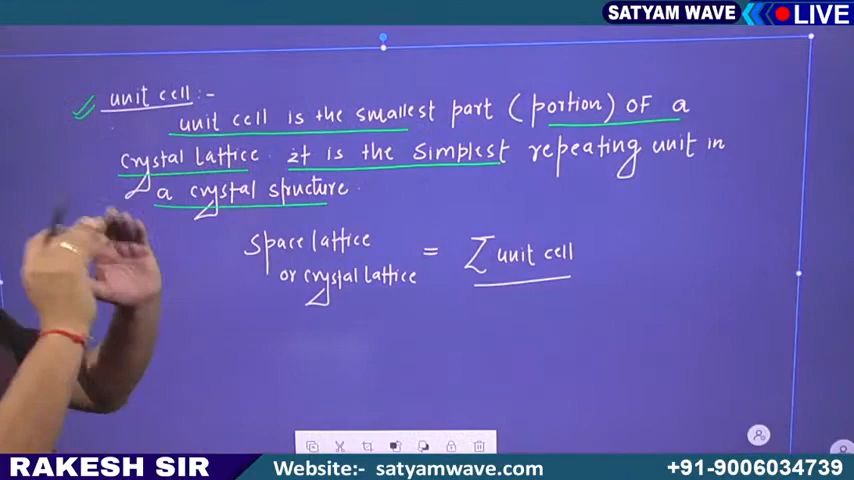 SATYAM WAVE LIVE
unit cell :-
unit cell is the smallest part (portion) of a
crystal lattice. it is the simplest repeating unit in
a crystal structure.
Space lattice
or crystal lattice = Σ unit cell
RAKESH SIR Website:- satyamwave.com +91-9006034739